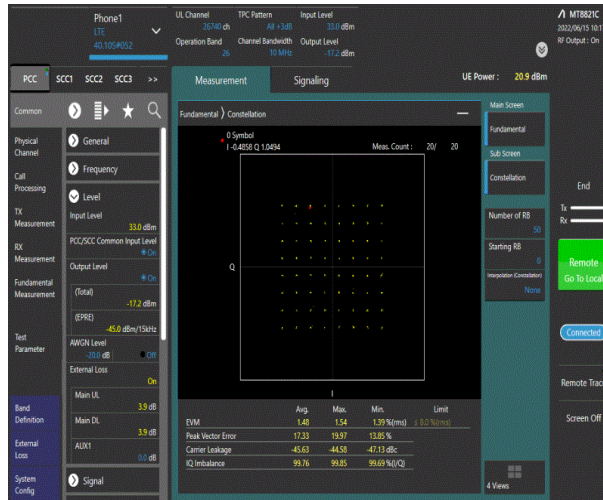 Phone1
LTE
40.10S#052
UL Channel
26740 ch
TPC Pattern
All +3dB
Input Level
33.0 dBm
Operation Band
26
Channel Bandwidth
10 MHz
Output Level
-17.2 dBm
MT8821C
2022/06/15 10:1
RF Output : On
PCC
SCC1
SCC2
SCC3
>>
Measurement
Signaling
UE Power : 20.9 dBm
Common
Physical
Channel
Call
Processing
TX
Measurement
RX
Measurement
Fundamental
Measurement
Test
Parameter
Band
Definition
External
Loss
System
Config
General
Frequency
Level
Input Level
33.0 dBm
PCC/SCC Common Input Level
On
Output Level
On
(Total)
-17.2 dBm
(EPRE)
-45.0 dBm/15kHz
AWGN Level
-20.0 dB
Off
External Loss
On
Main UL
3.9 dB
Main DL
3.9 dB
AUX1
0.0 dB
Signal
Fundamental
Constellation
0 Symbol
I -0.4858 Q 1.0494
Meas. Count : 20/ 20
Q
I
Avg. Max. Min. Limit
EVM 1.48 1.54 1.39 %(rms) ≤ 8.0 %(rms)
Peak Vector Error 17.33 19.97 13.85 %
Carrier Leakage -45.63 -44.58 -47.13 dBc
IQ Imbalance 99.76 99.85 99.69 %(I/Q)
Main Screen
Fundamental
Sub Screen
Constellation
Number of RB
50
Starting RB
0
Interpolation (Constellation)
None
4 Views
End
Tx
Rx
Remote
Go To Local
Connected
Remote Trac
Screen Off